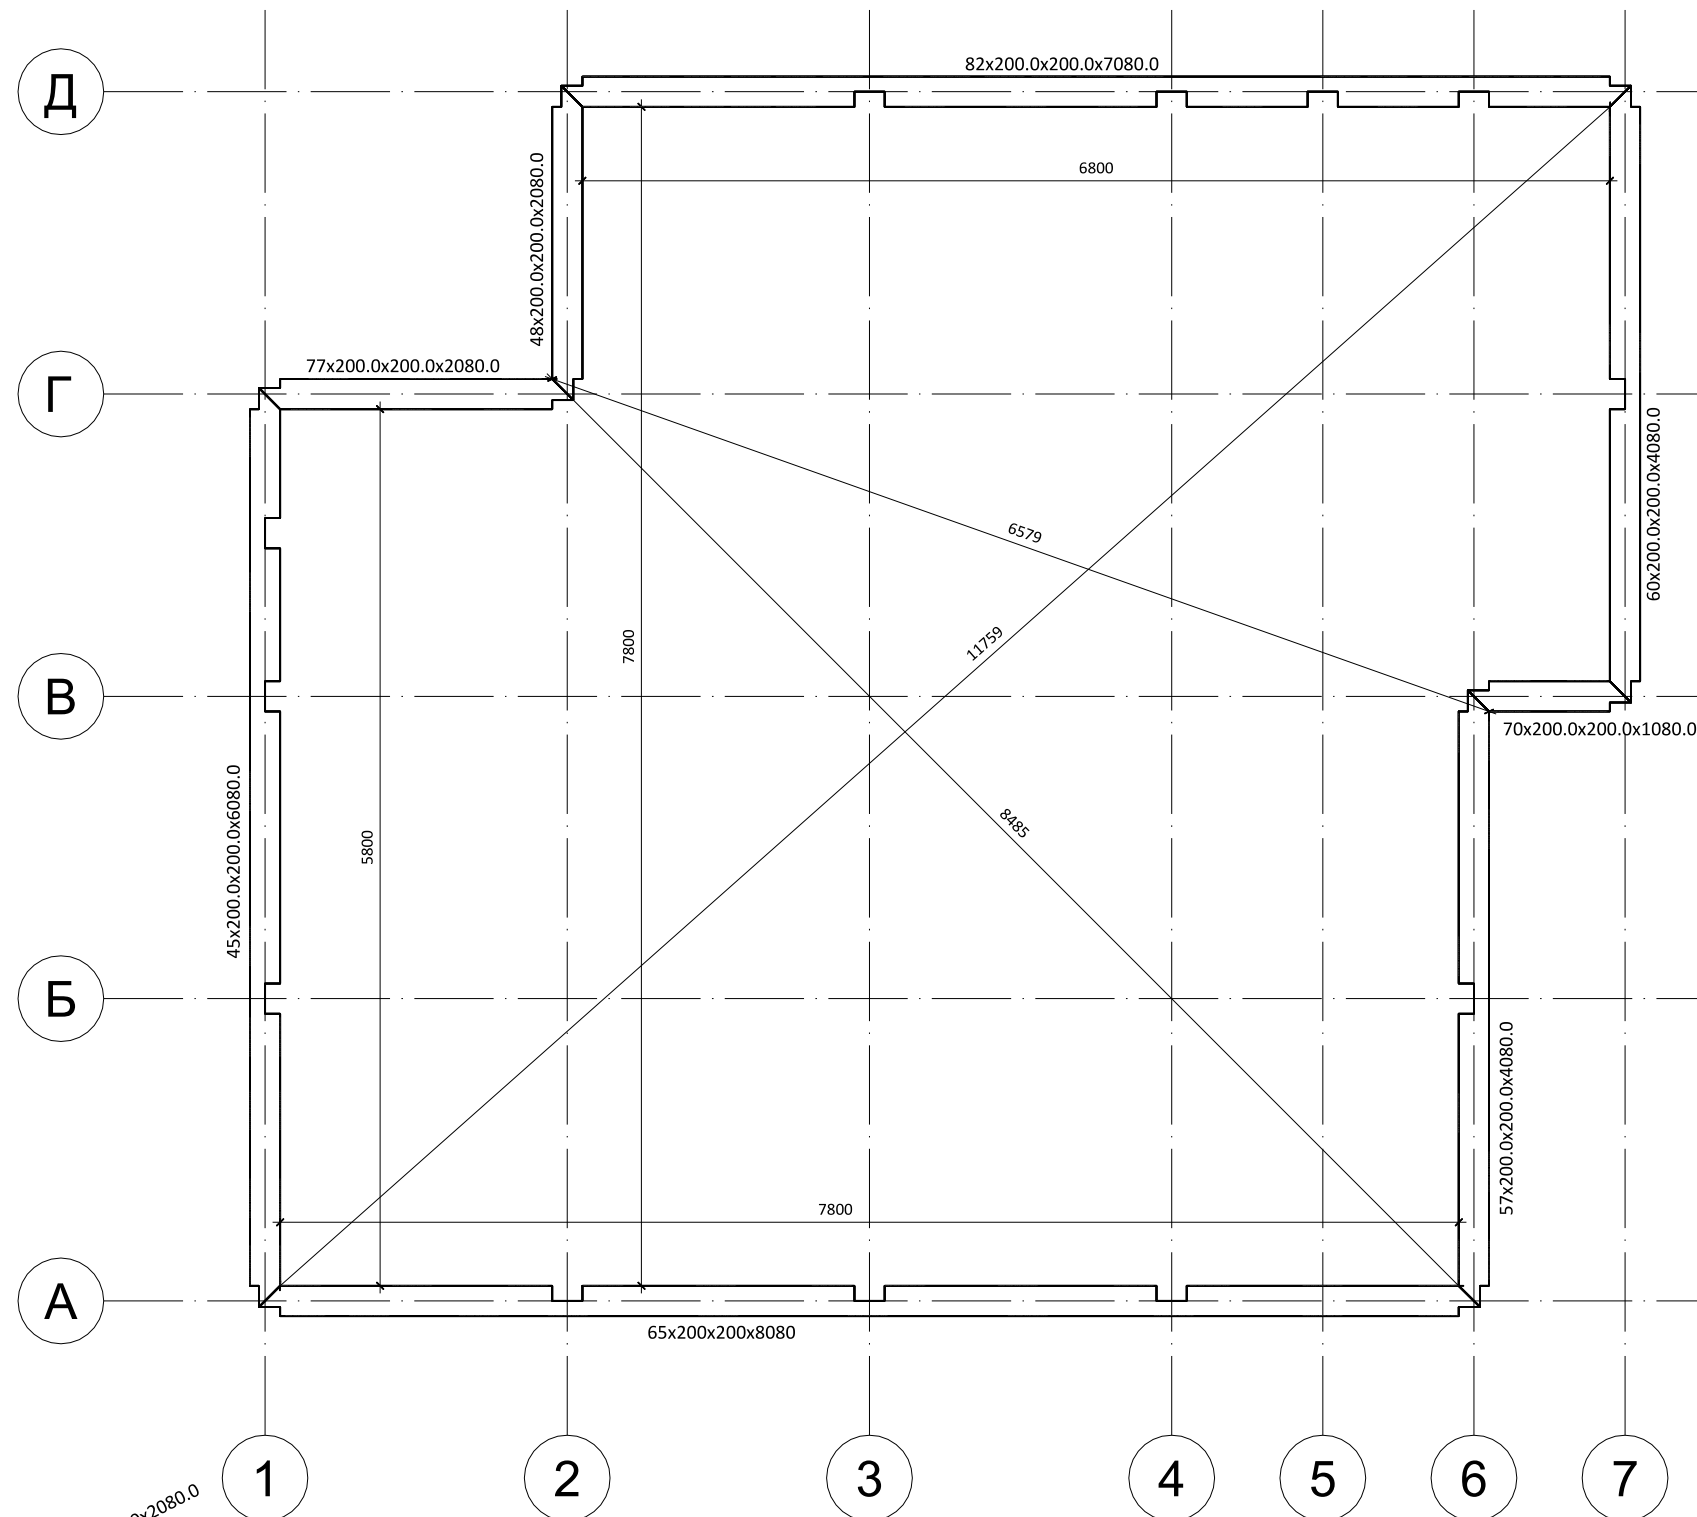 Д
82x200.0x200.0x7080.0
6800
48x200.0x200.0x2080.0
77x200.0x200.0x2080.0
Г
60x200.0x200.0x4080.0
6579
7800
11759
В
70x200.0x200.0x1080.0
45x200.0x200.0x6080.0
5800
8485
Б
57x200.0x200.0x4080.0
7800
А
65x200x200x8080
1
2
3
4
5
6
7
0x2080.0